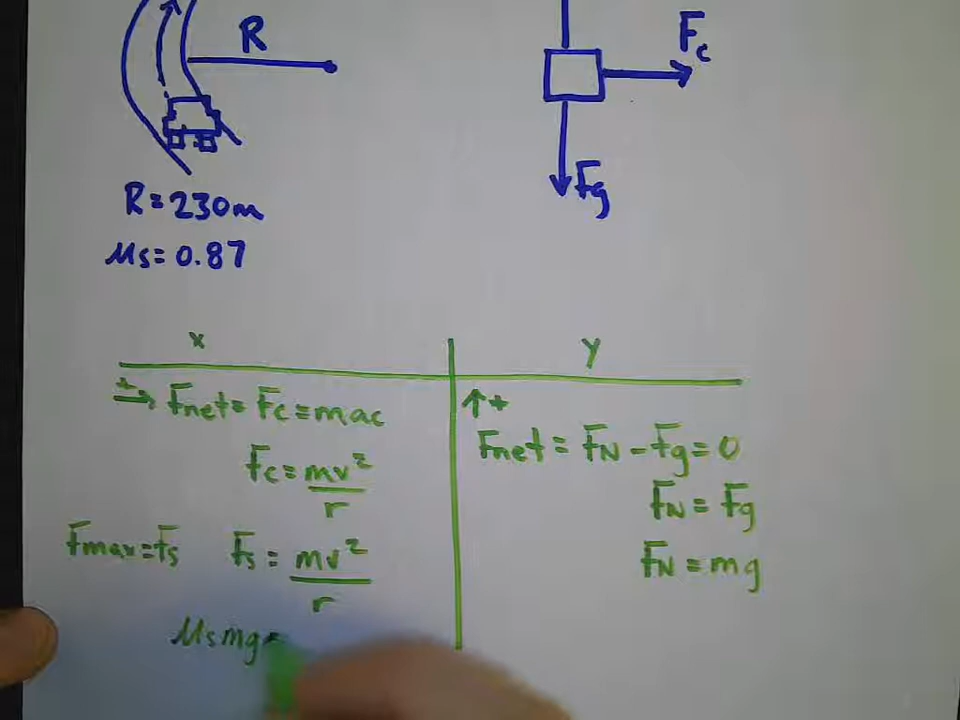 R
Fc
Fg
R = 230m
μs = 0.87
x
y
+ Fnet = Fc = mac
Fc = mv²/r
Fmax = fs Fs = mv²/r
μsmg =
+
Fnet = FN - Fg = 0
FN = Fg
FN = mg